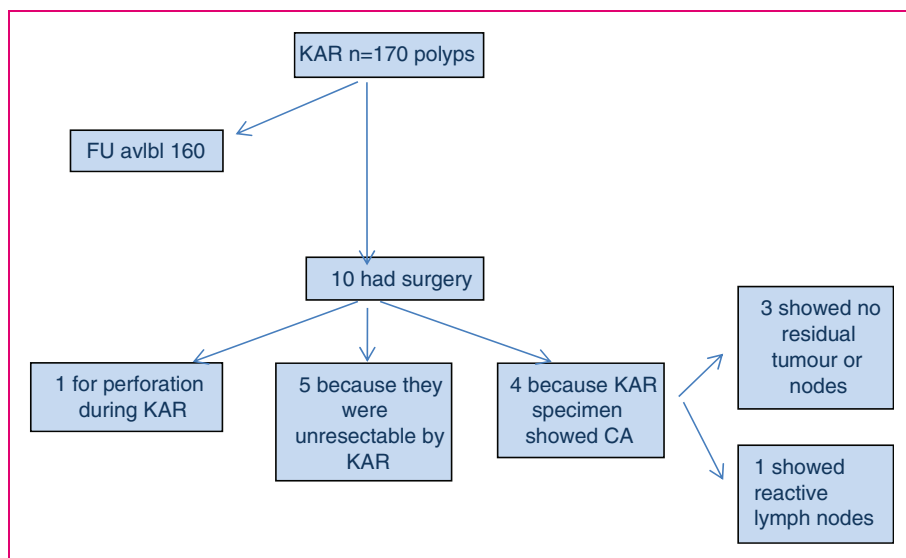 KAR n=170 polyps
FU avlbl 160
10 had surgery
1 for perforation
during KAR
5 because they
were
unresectable by
KAR
4 because KAR
specimen
showed CA
3 showed no
residual
tumour or
nodes
1 showed
reactive
lymph nodes